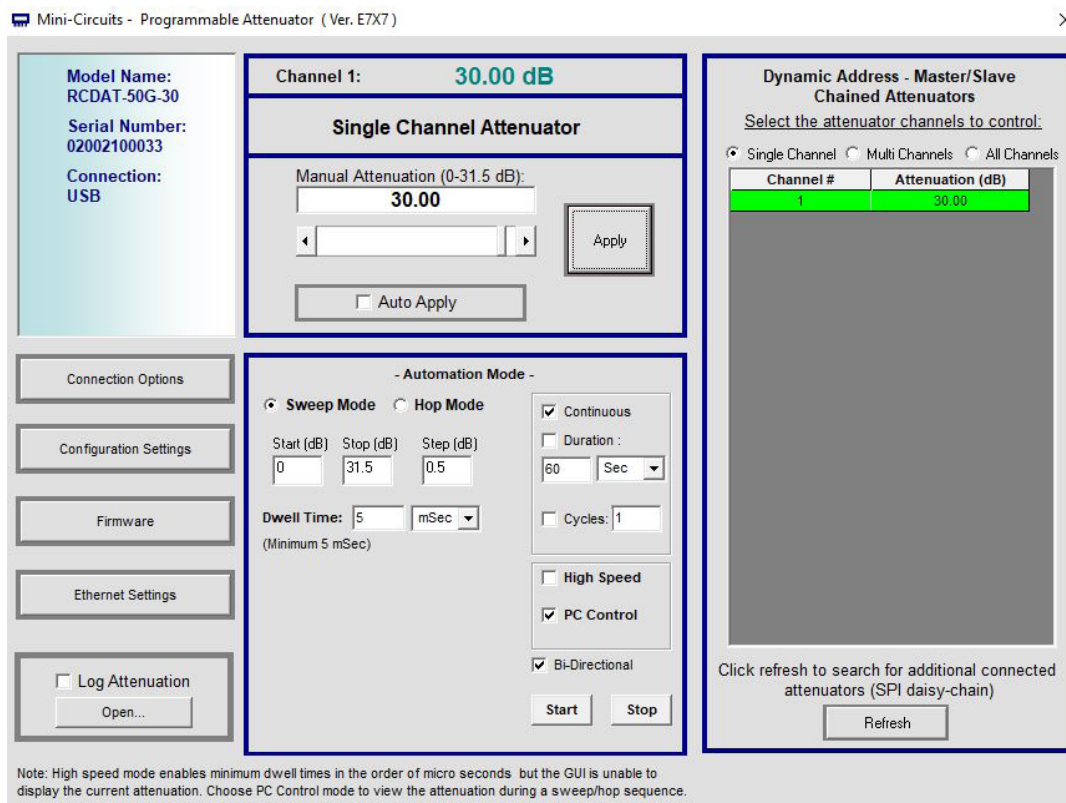 Mini-Circuits - Programmable Attenuator ( Ver. E7X7 )
Model Name:
RCDAT-50G-30
Serial Number:
02002100033
Connection:
USB
Connection Options
Configuration Settings
Firmware
Ethernet Settings
Log Attenuation
Open...
Channel 1: 30.00 dB
Single Channel Attenuator
Manual Attenuation (0-31.5 dB):
30.00
Apply
Auto Apply
- Automation Mode -
Sweep Mode Hop Mode
Start (dB) Stop (dB) Step (dB)
0 31.5 0.5
Dwell Time: 5 mSec
(Minimum 5 mSec)
Continuous
Duration :
60 Sec
Cycles: 1
High Speed
PC Control
Bi-Directional
Start Stop
Dynamic Address - Master/Slave
Chained Attenuators
Select the attenuator channels to control:
Single Channel Multi Channels All Channels
Channel # Attenuation (dB)
1 30.00
Click refresh to search for additional connected
attenuators (SPI daisy-chain)
Refresh
Note: High speed mode enables minimum dwell times in the order of micro seconds but the GUI is unable to
display the current attenuation. Choose PC Control mode to view the attenuation during a sweep/hop sequence.